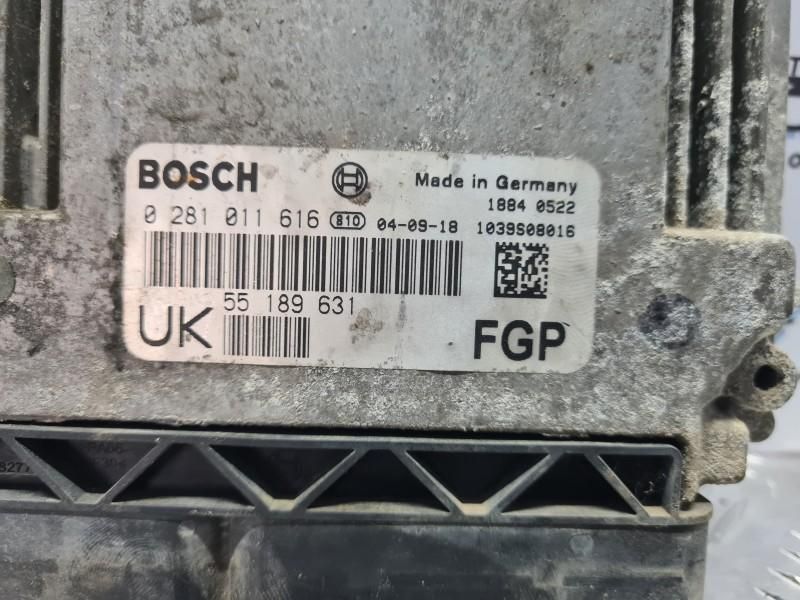 BOSCH
Made in Germany
1884 0522
0 281 011 616 810 04-09-18 1039S08016
55 189 631
UK
FGP